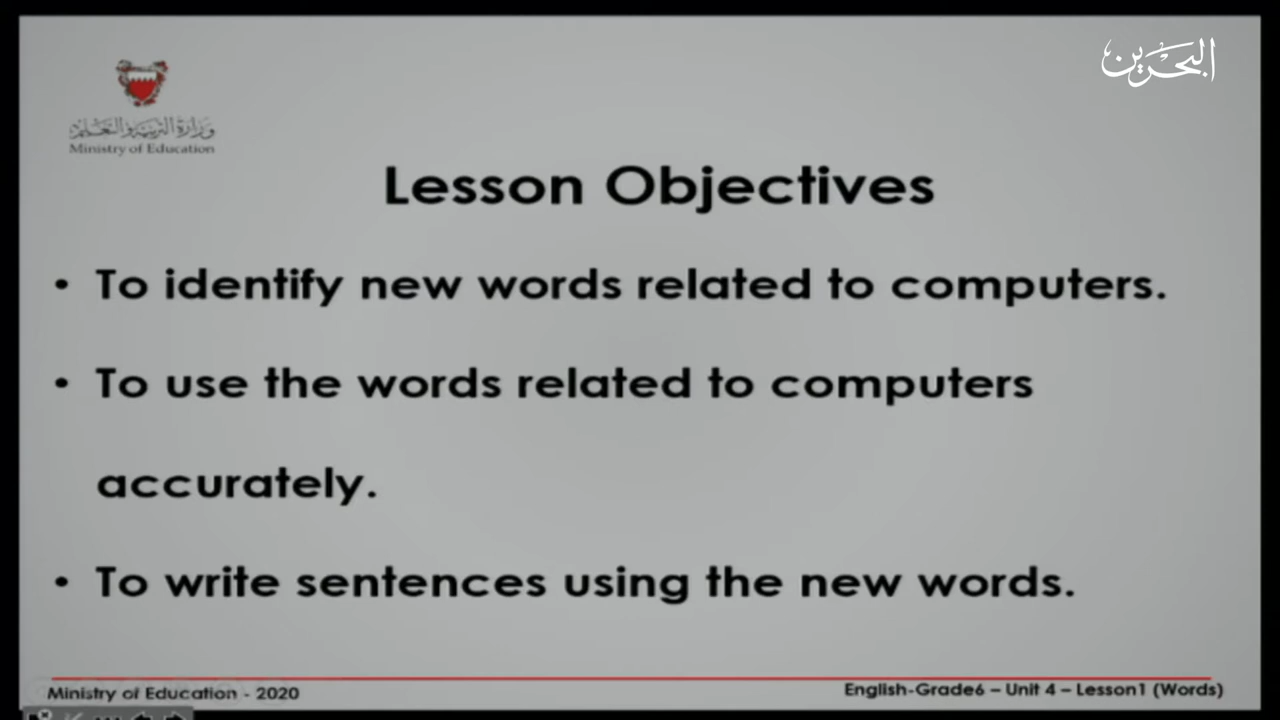 البحرين
وزارة التربية والتعليم
Ministry of Education
Lesson Objectives
• To identify new words related to computers.
• To use the words related to computers
accurately.
• To write sentences using the new words.
Ministry of Education - 2020
English-Grade6 – Unit 4 – Lesson1 (Words)